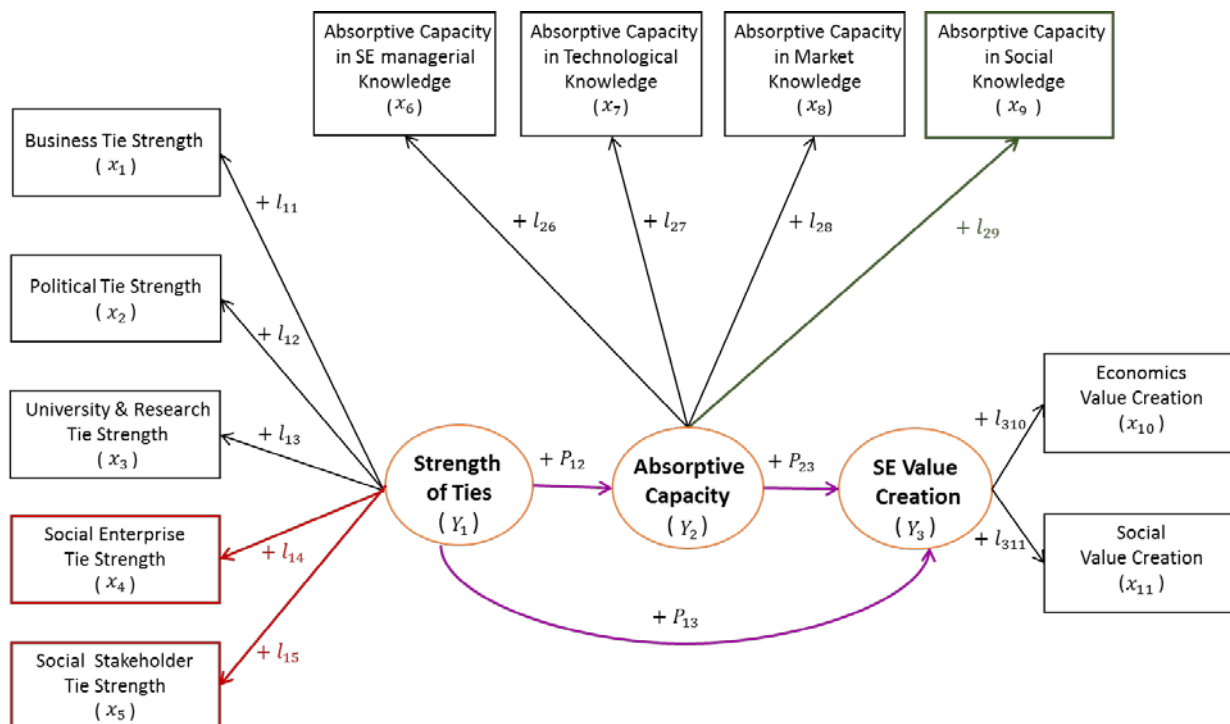 Absorptive Capacity
in SE managerial
Knowledge
(x₆)
Absorptive Capacity
in Technological
Knowledge
(x₇)
Absorptive Capacity
in Market
Knowledge
(x₈)
Absorptive Capacity
in Social
Knowledge
(x₉)
Business Tie Strength
(x₁)
+ l₁₁
+ l₂₆
+ l₂₇
+ l₂₈
+ l₂₉
Political Tie Strength
(x₂)
+ l₁₂
University & Research
Tie Strength
(x₃)
+ l₁₃
Social Enterprise
Tie Strength
(x₄)
+ l₁₄
Social Stakeholder
Tie Strength
(x₅)
+ l₁₅
Strength
of Ties
(Y₁)
+ P₁₂
Absorptive
Capacity
(Y₂)
+ P₂₃
SE Value
Creation
(Y₃)
+ P₁₃
+ l₃₁₀
Economics
Value Creation
(x₁₀)
+ l₃₁₁
Social
Value Creation
(x₁₁)